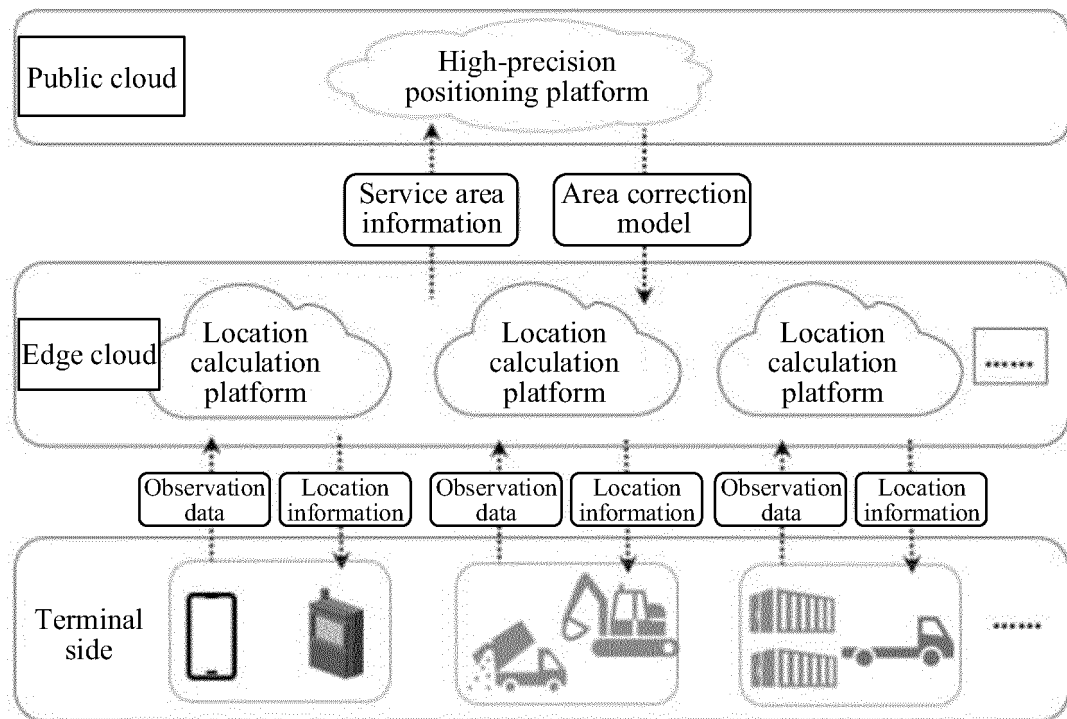 Public cloud
High-precision
positioning platform
Service area
information
Area correction
model
Edge cloud
Location
calculation
platform
Location
calculation
platform
Location
calculation
platform
......
Observation
data
Location
information
Observation
data
Location
information
Observation
data
Location
information
Terminal
side
......